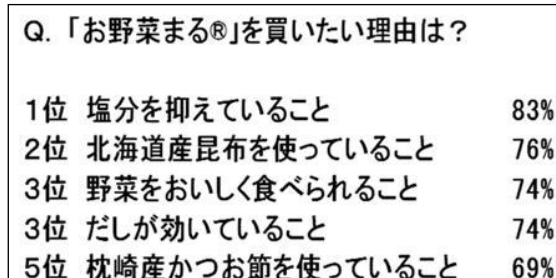 Q. 「お野菜まる®」を買いたい理由は？
1位 塩分を抑えていること 83%
2位 北海道産昆布を使っていること 76%
3位 野菜をおいしく食べられること 74%
3位 だしが効いていること 74%
5位 枕崎産かつお節を使っていること 69%